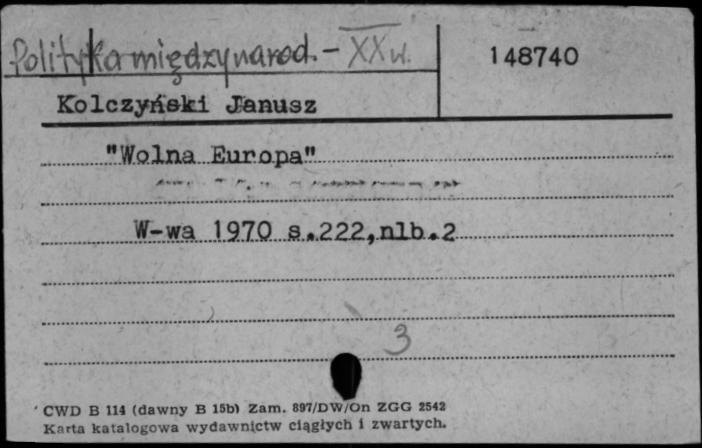 Polityka międzynarod. - XX w.
148740
Kolczyński Janusz
"Wolna Europa"
W-wa 1970 s.222,nlb.2
3
CWD B 114 (dawny B 15b) Zam. 897/DW/On ZGG 2542
Karta katalogowa wydawnictw ciągłych i zwartych.